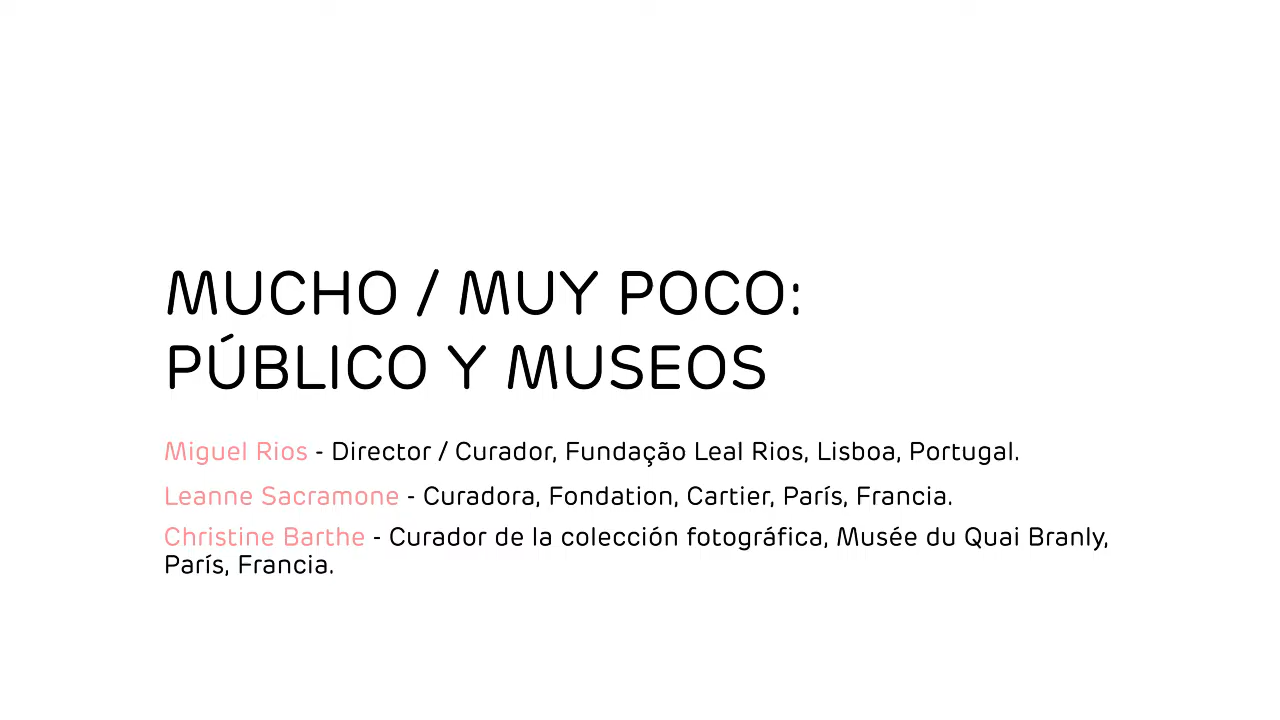 MUCHO / MUY POCO:
PÚBLICO Y MUSEOS
Miguel Rios - Director / Curador, Fundação Leal Rios, Lisboa, Portugal.
Leanne Sacramone - Curadora, Fondation, Cartier, París, Francia.
Christine Barthe - Curador de la colección fotográfica, Musée du Quai Branly,
París, Francia.